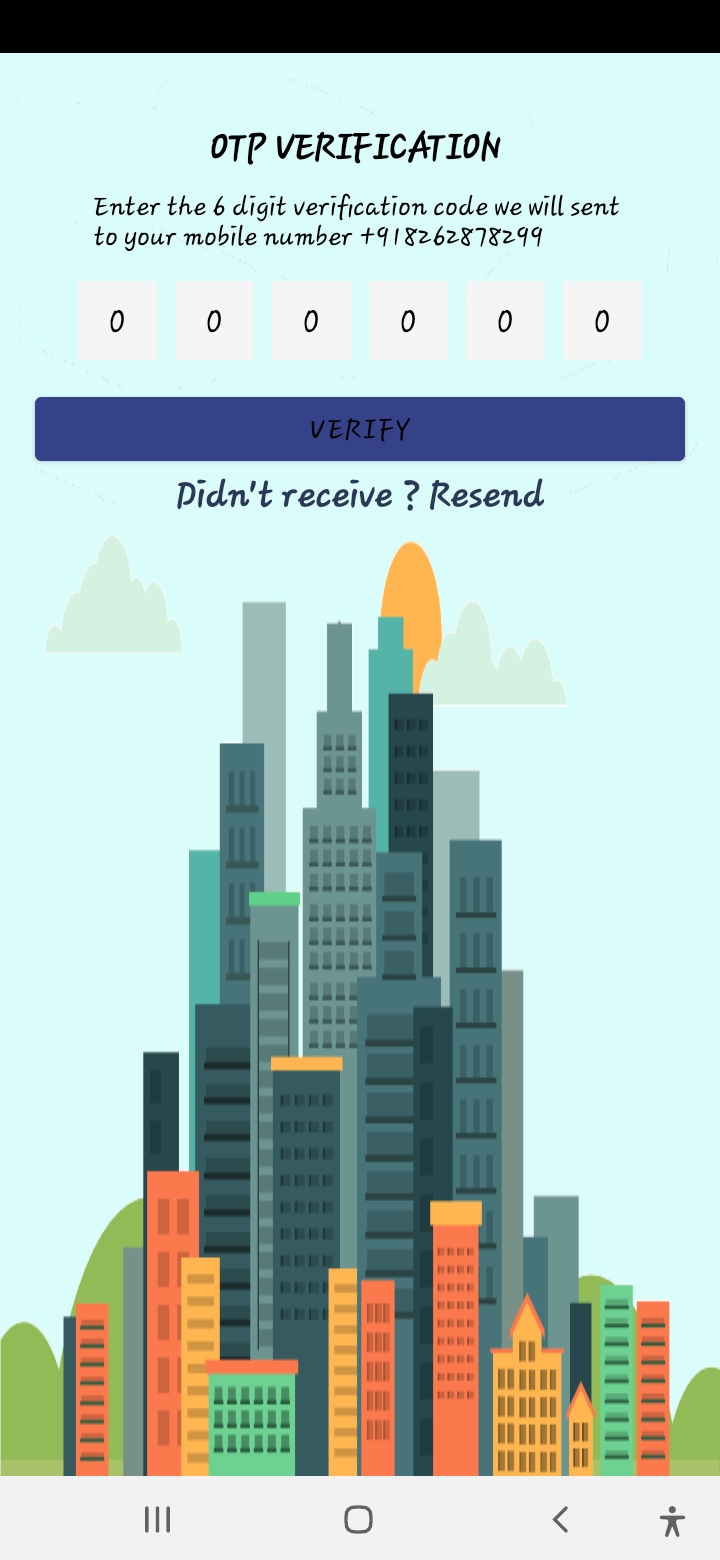 OTP VERIFICATION
Enter the 6 digit verification code we will sent
to your mobile number +918262878299
0 0 0 0 0 0
VERIFY
Didn't receive ? Resend